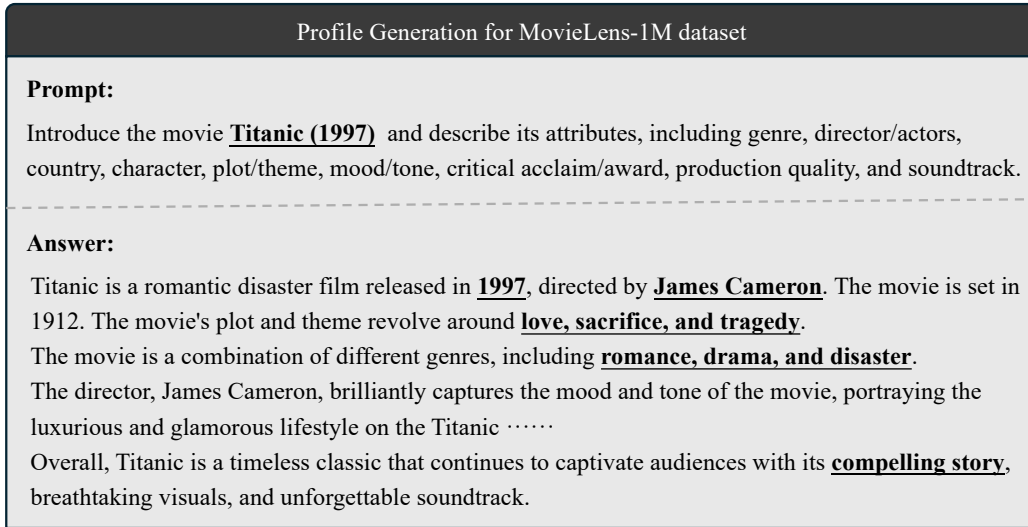 Profile Generation for MovieLens-1M dataset
Prompt:
Introduce the movie Titanic (1997) and describe its attributes, including genre, director/actors,
country, character, plot/theme, mood/tone, critical acclaim/award, production quality, and soundtrack.
Answer:
Titanic is a romantic disaster film released in 1997, directed by James Cameron. The movie is set in
1912. The movie's plot and theme revolve around love, sacrifice, and tragedy.
The movie is a combination of different genres, including romance, drama, and disaster.
The director, James Cameron, brilliantly captures the mood and tone of the movie, portraying the
luxurious and glamorous lifestyle on the Titanic ⋯⋯
Overall, Titanic is a timeless classic that continues to captivate audiences with its compelling story,
breathtaking visuals, and unforgettable soundtrack.